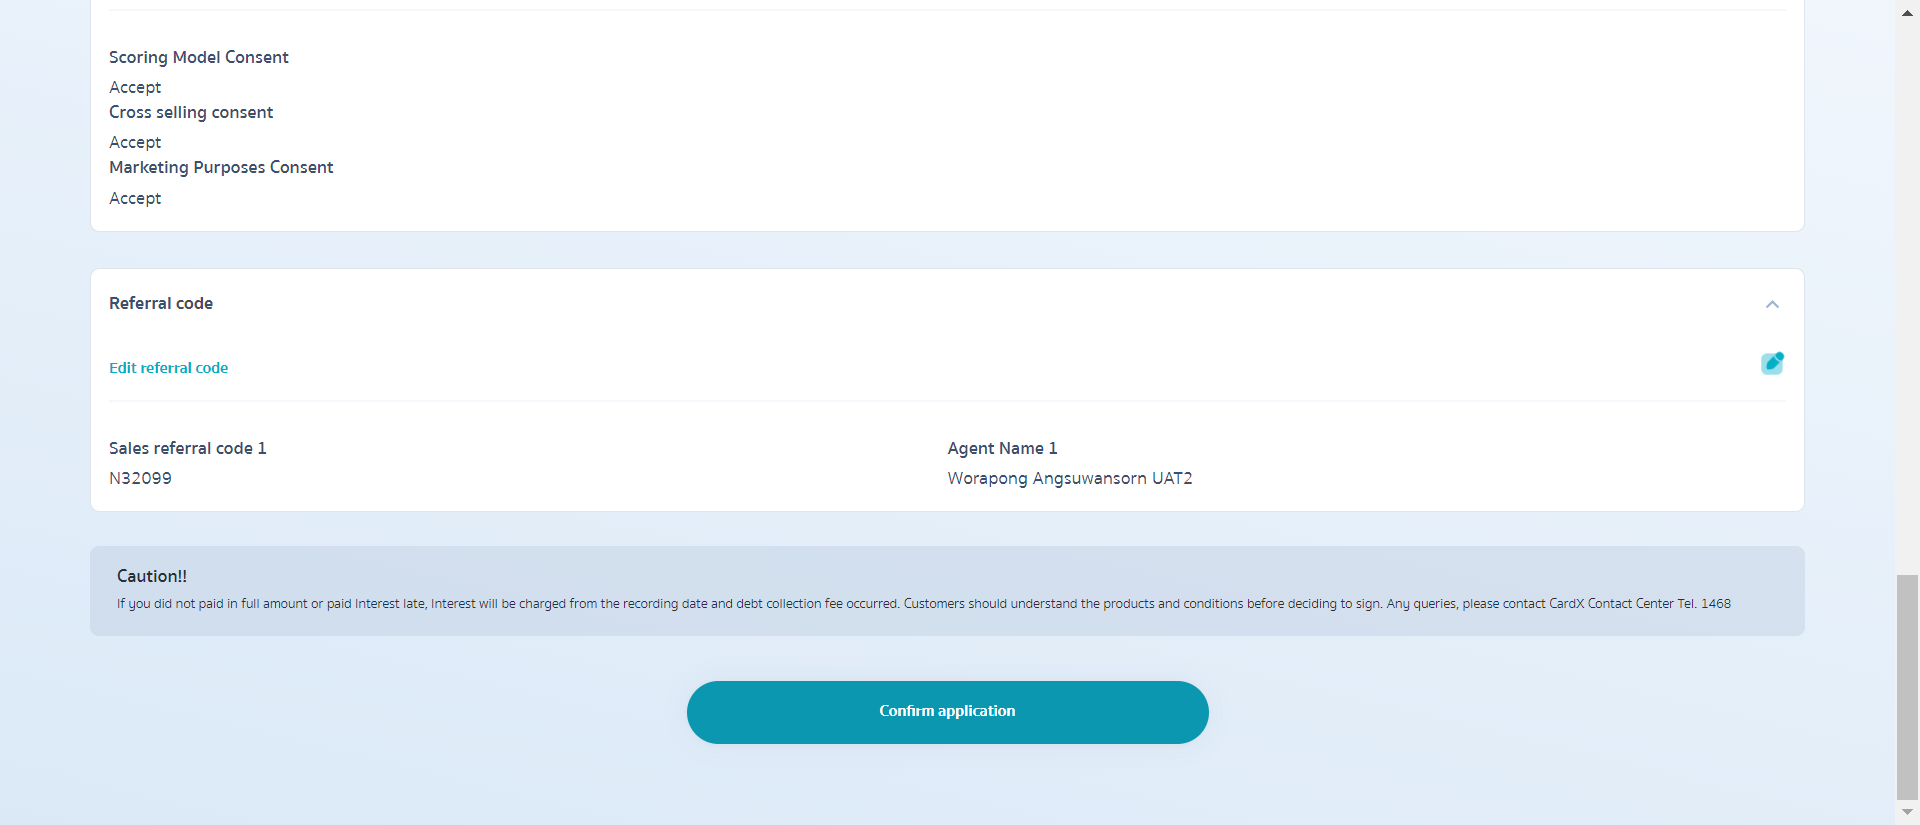 Scoring Model Consent
Accept
Cross selling consent
Accept
Marketing Purposes Consent
Accept
Referral code
Edit referral code
Sales referral code 1
Agent Name 1
N32099
Worapong Angsuwansorn UAT2
Caution!!
If you did not paid in full amount or paid Interest late, Interest will be charged from the recording date and debt collection fee occurred. Customers should understand the products and conditions before deciding to sign. Any queries, please contact CardX Contact Center Tel. 1468
Confirm application